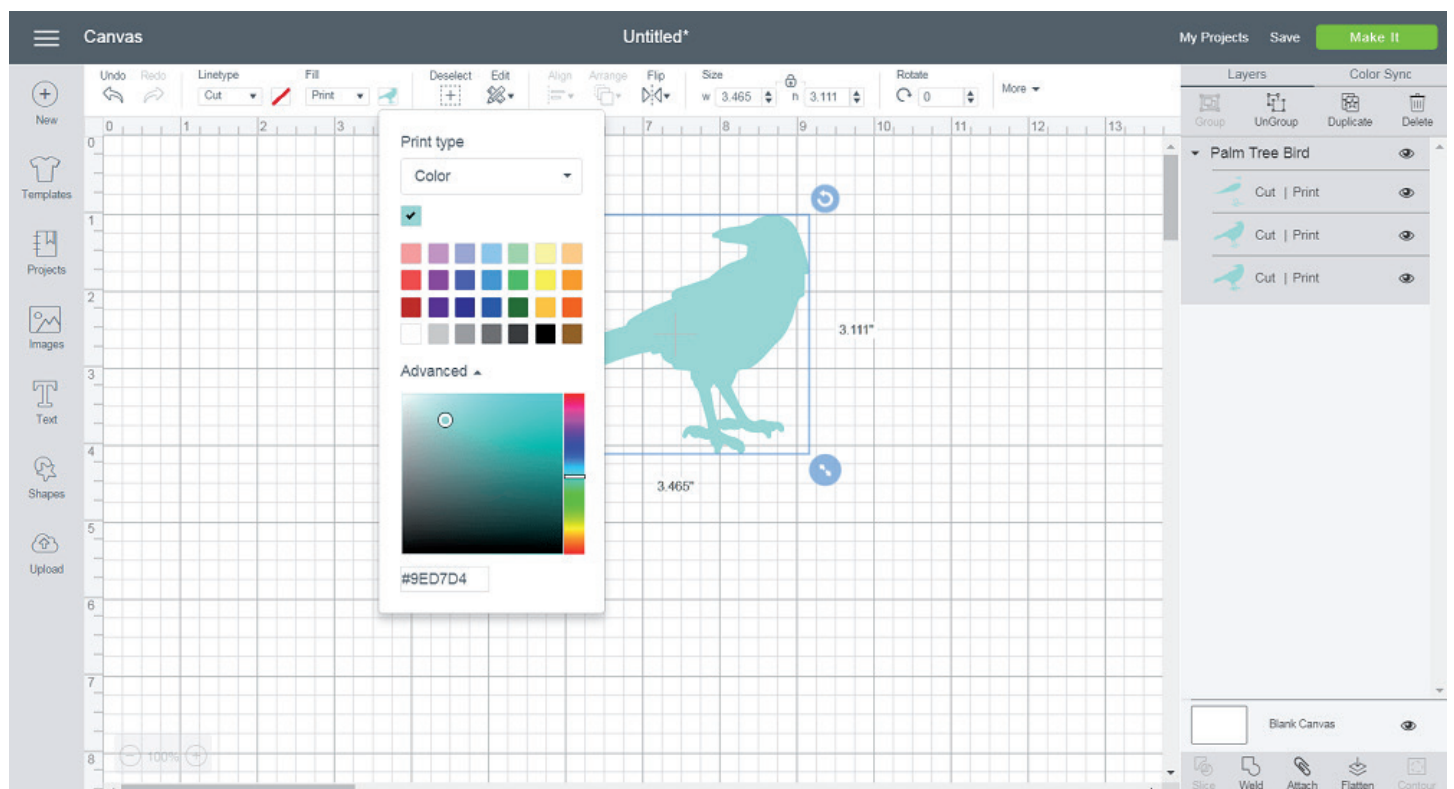 Canvas
Untitled*
My Projects Save Make It
New
Templates
Projects
Images
Text
Shapes
Upload
Undo Redo Linetype Fill Deselect Edit Align Arrange Flip Size Rotate
Cut Print w 3.465 h 3.111 0 More
0 1 2 3 7 8 9 10 11 12 13
0
1
2
3
4
5
6
7
8
Print type
Color
Advanced
#9ED7D4
3.111"
3.465"
100%
Layers Color Sync
Group UnGroup Duplicate Delete
Palm Tree Bird
Cut | Print
Cut | Print
Cut | Print
Blank Canvas
Slice Weld Attach Flatten Contour